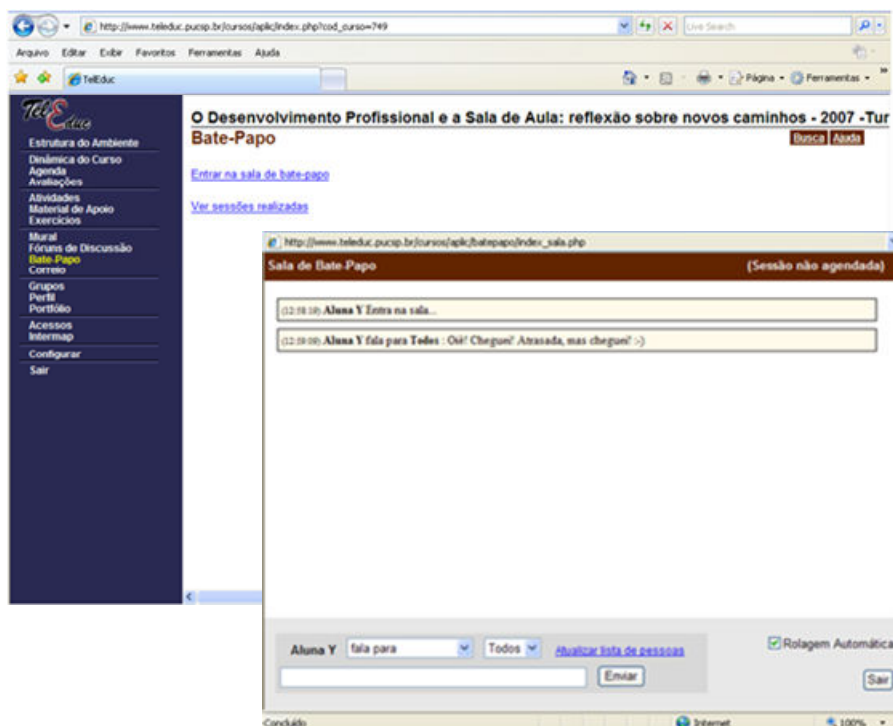 http://www.teleduc.pucsp.br/cursos/aplic/index.php?cod_curso=749
Live Search
Arquivo Editar Exibir Favoritos Ferramentas Ajuda
TelEduc
Página Ferramentas
TelEduc
O Desenvolvimento Profissional e a Sala de Aula: reflexão sobre novos caminhos - 2007 -Tur
Bate-Papo
Busca Ajuda
Entrar na sala de bate-papo
Ver sessões realizadas
Estrutura do Ambiente
Dinâmica do Curso
Agenda
Avaliações
Atividades
Material de Apoio
Exercícios
Mural
Fóruns de Discussão
Bate-Papo
Correio
Grupos
Perfil
Portfólio
Acessos
Intermap
Configurar
Sair
http://www.teleduc.pucsp.br/cursos/aplic/batepapo/index_sala.php
Sala de Bate-Papo (Sessão não agendada)
Aluna Y Entra na sala...
Aluna Y fala para Todos : Oiê! Cheguei! Atrasada, mas cheguei! :-)
Aluna Y fala para Todos Atualizar lista de pessoas Rolagem Automática
Enviar Sair
Concluído Internet 100%